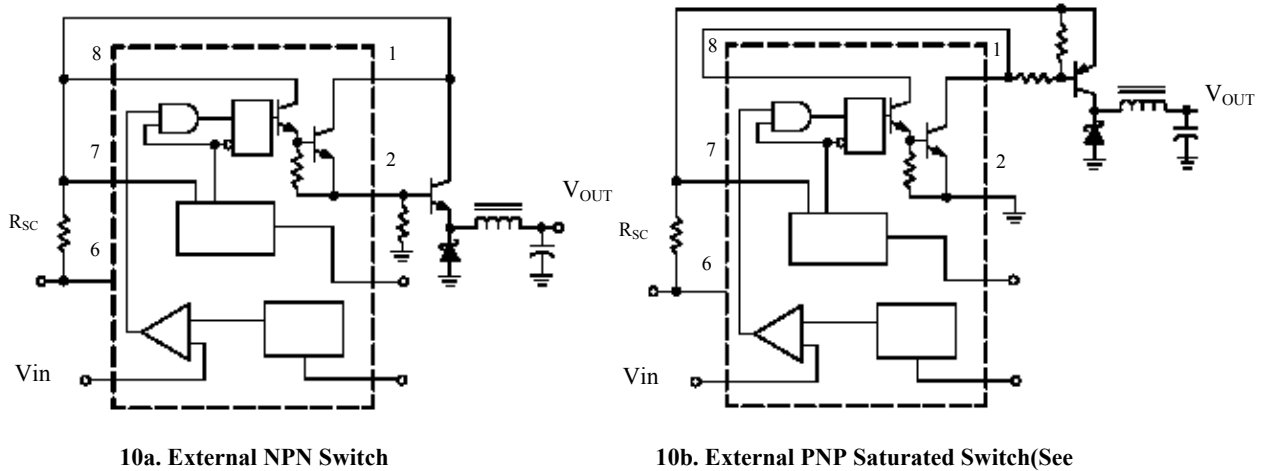 8
1
7
2
R_SC
6
V_OUT
Vin
10a. External NPN Switch
8
1
7
2
R_SC
6
V_OUT
Vin
10b. External PNP Saturated Switch(See